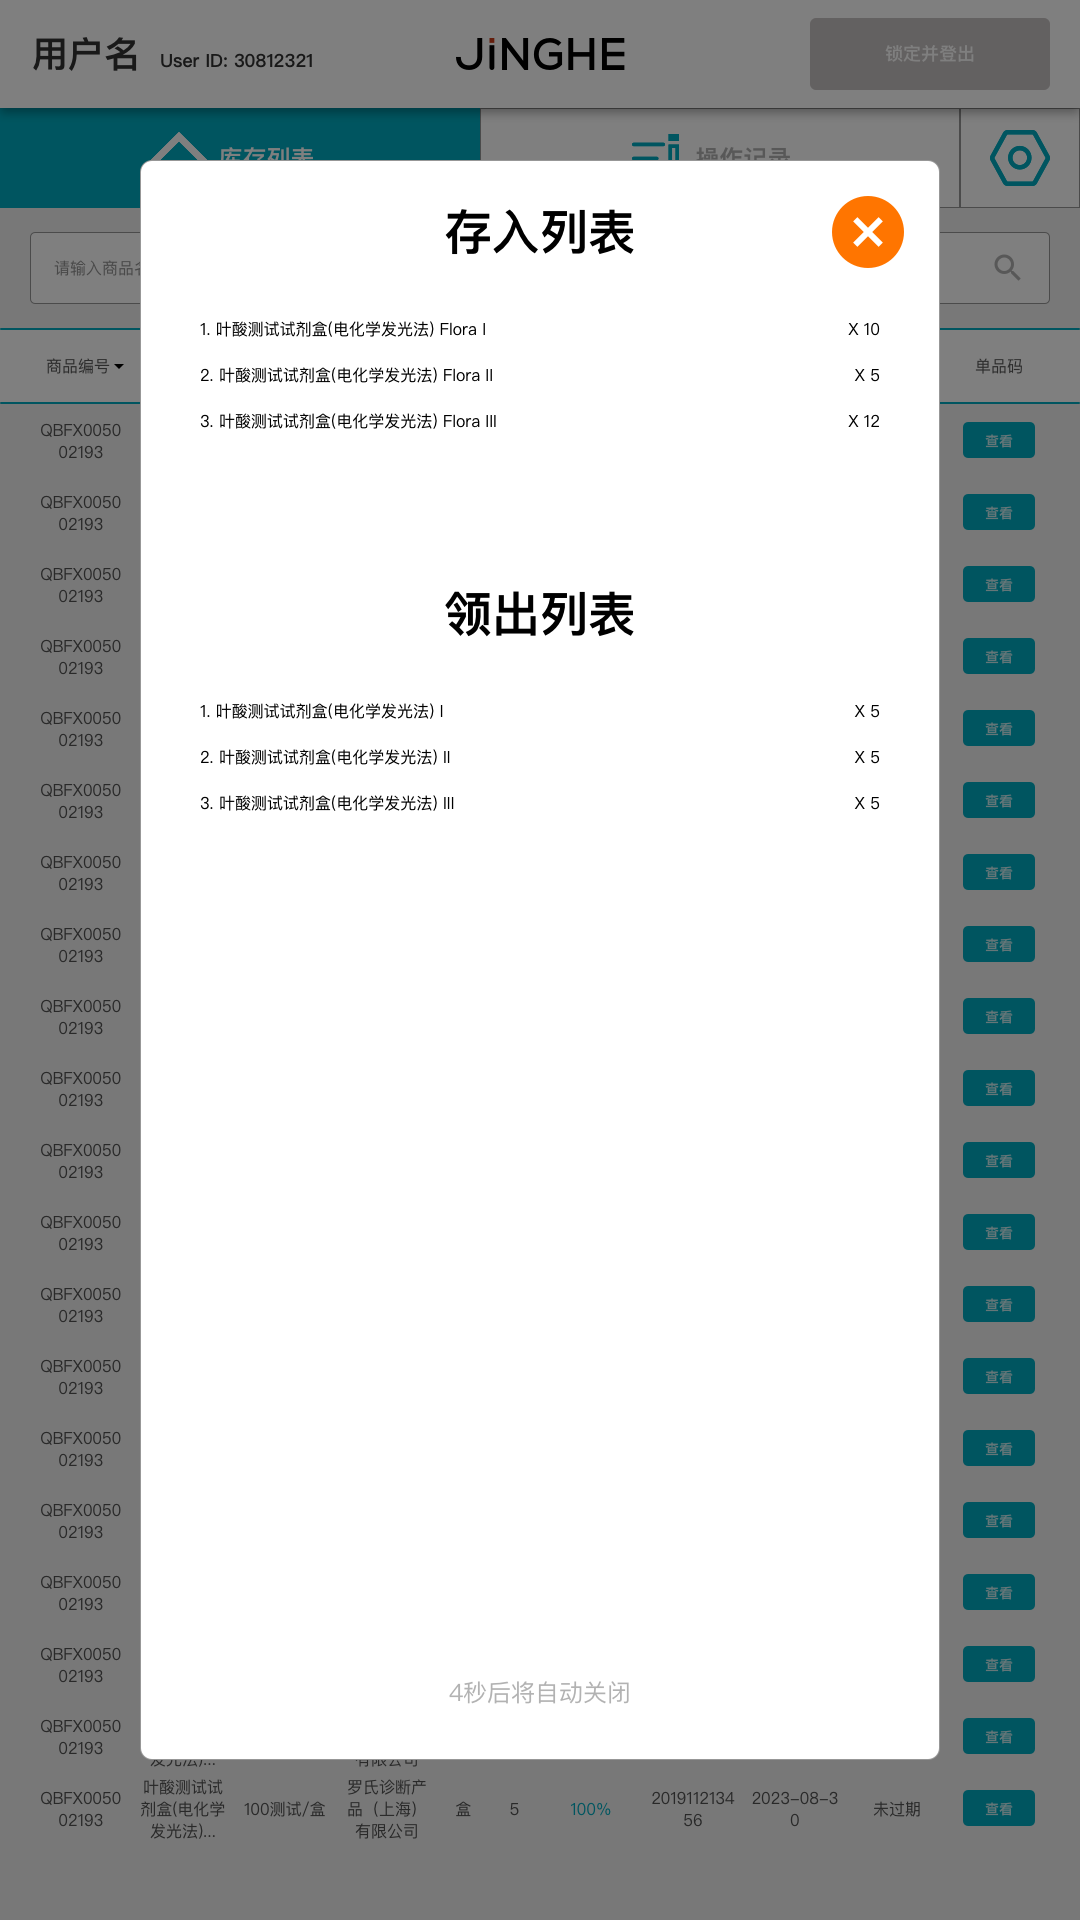 用户名 User ID: 30812321
JiNGHE
锁定并登出
库存列表
操作记录
请输入商品
存入列表
1. 叶酸测试试剂盒(电化学发光法) Flora I X 10
2. 叶酸测试试剂盒(电化学发光法) Flora II X 5
3. 叶酸测试试剂盒(电化学发光法) Flora III X 12
领出列表
1. 叶酸测试试剂盒(电化学发光法) I X 5
2. 叶酸测试试剂盒(电化学发光法) II X 5
3. 叶酸测试试剂盒(电化学发光法) III X 5
4秒后将自动关闭
商品编号
单品码
QBFX0050
02193
查看
QBFX0050
02193
查看
QBFX0050
02193
查看
QBFX0050
02193
查看
QBFX0050
02193
查看
QBFX0050
02193
查看
QBFX0050
02193
查看
QBFX0050
02193
查看
QBFX0050
02193
查看
QBFX0050
02193
查看
QBFX0050
02193
查看
QBFX0050
02193
查看
QBFX0050
02193
查看
QBFX0050
02193
查看
QBFX0050
02193
查看
QBFX0050
02193
查看
QBFX0050
02193
查看
QBFX0050
02193
查看
QBFX0050
02193
发光法)...
有限公司
查看
QBFX0050
02193
叶酸测试试
剂盒(电化学
发光法)...
100测试/盒
罗氏诊断产
品（上海）
有限公司
盒
5
100%
2019112134
56
2023-08-3
0
未过期
查看